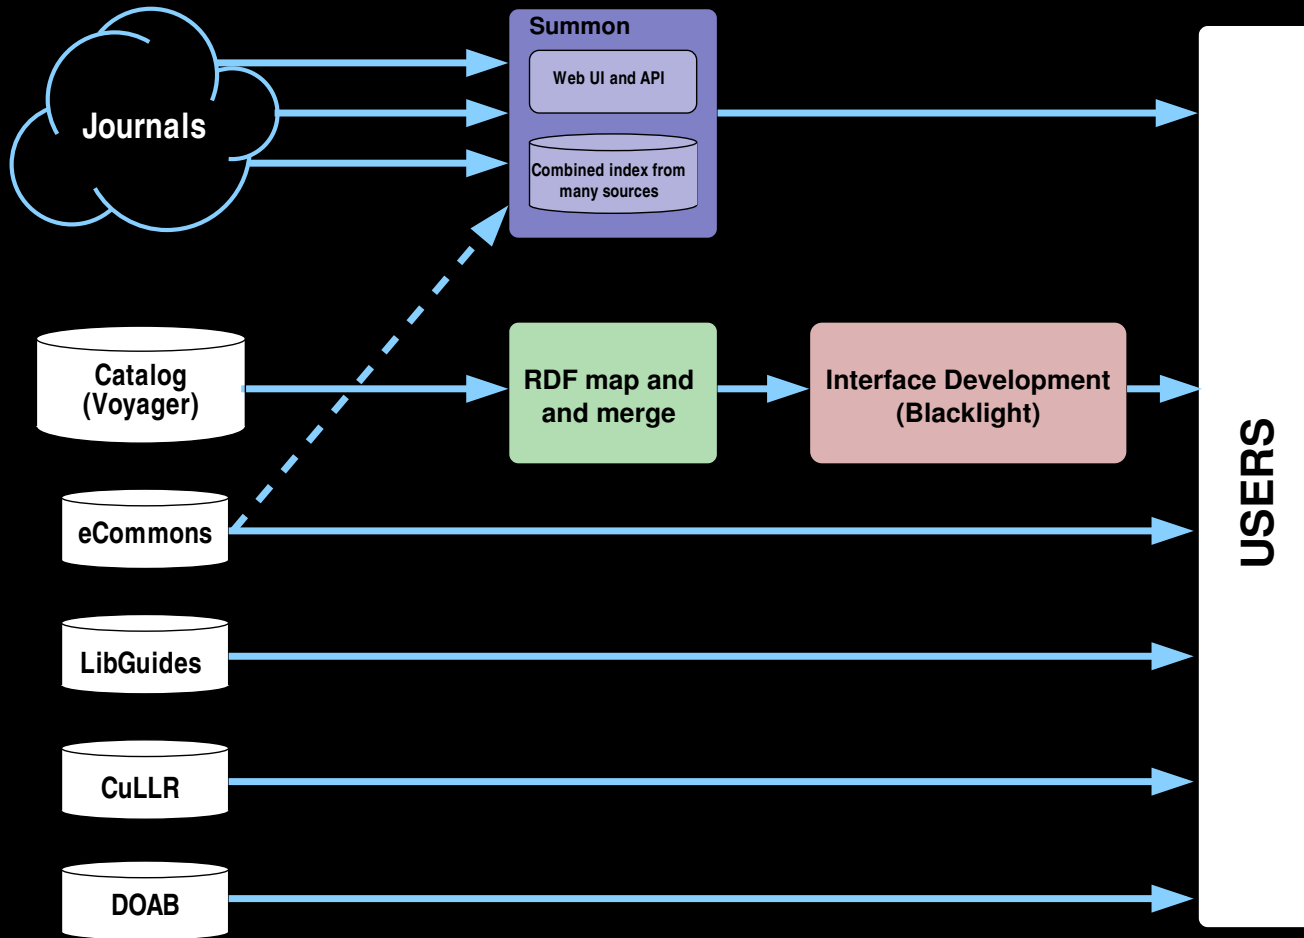 Summon
Web UI and API
Journals
Combined index from
many sources
Catalog
(Voyager)
RDF map and
and merge
Interface Development
(Blacklight)
USERS
eCommons
LibGuides
CuLLR
DOAB